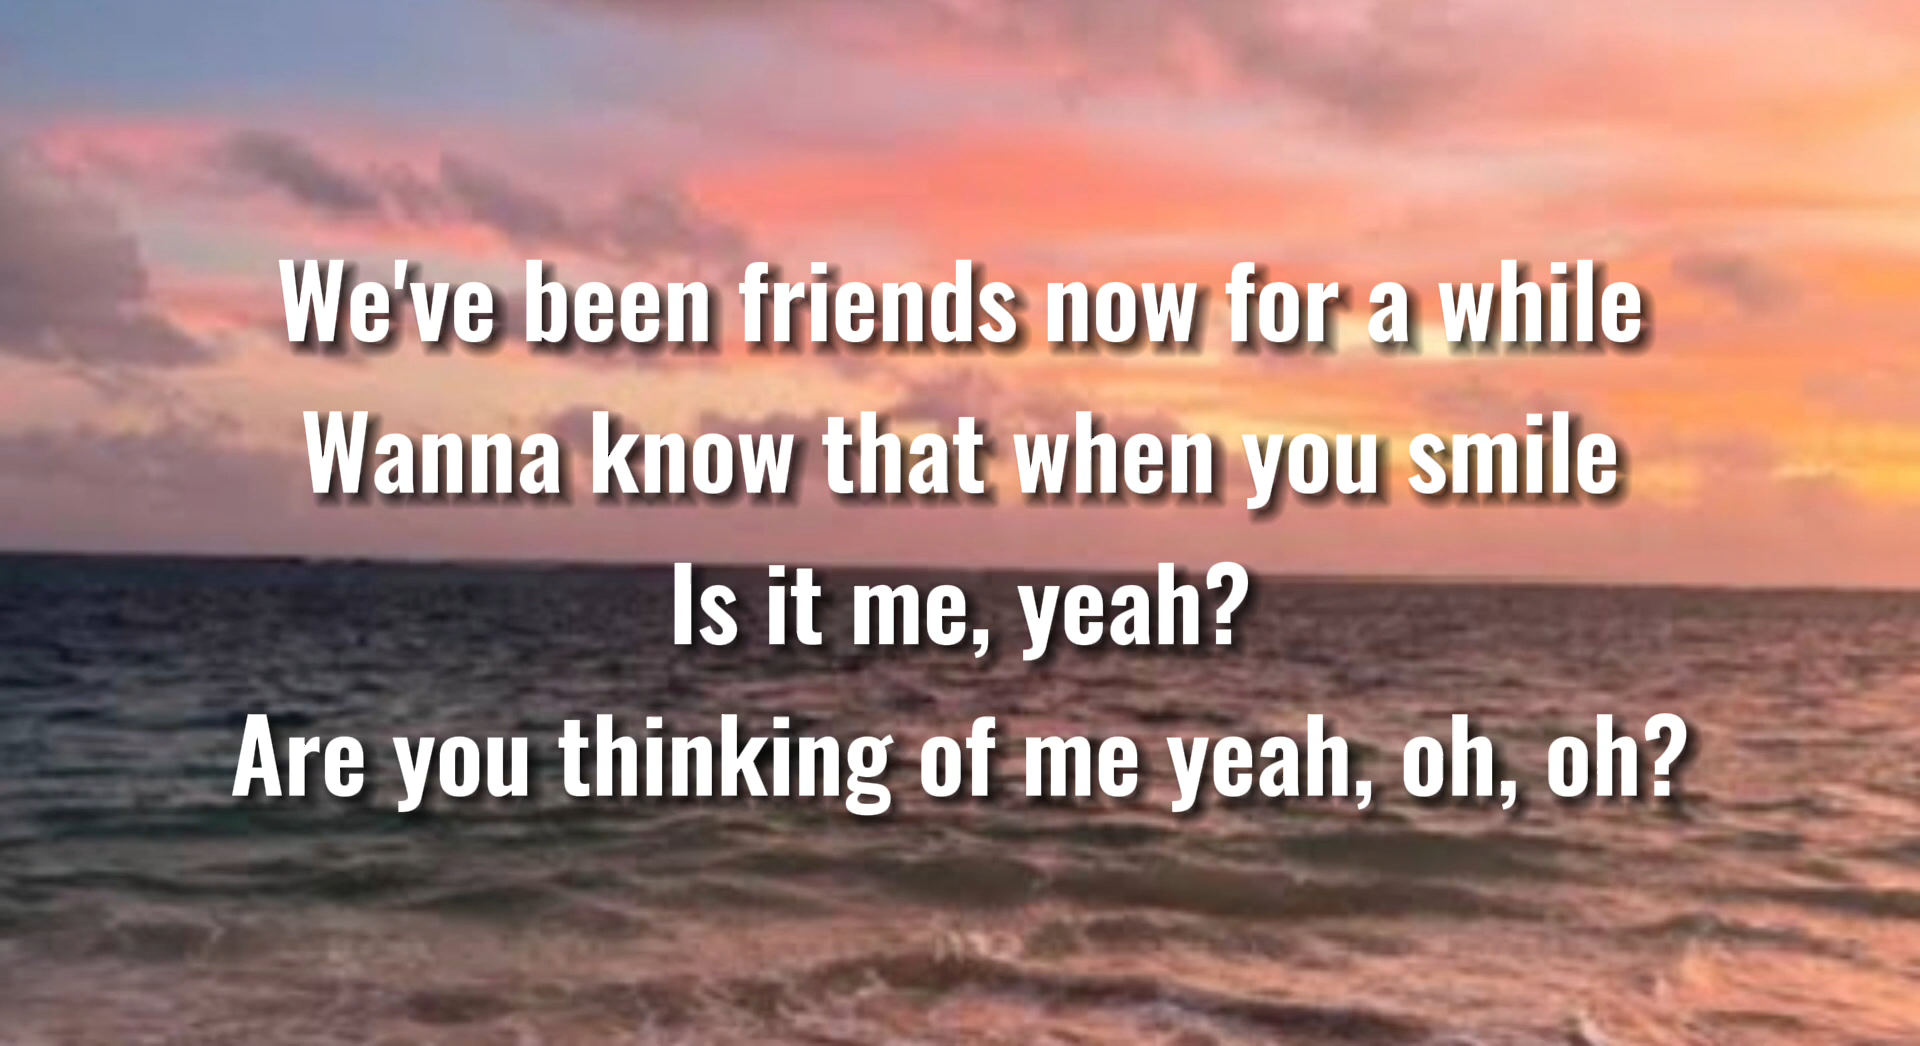 We've been friends now for a while
Wanna know that when you smile
Is it me, yeah?
Are you thinking of me yeah, oh, oh?